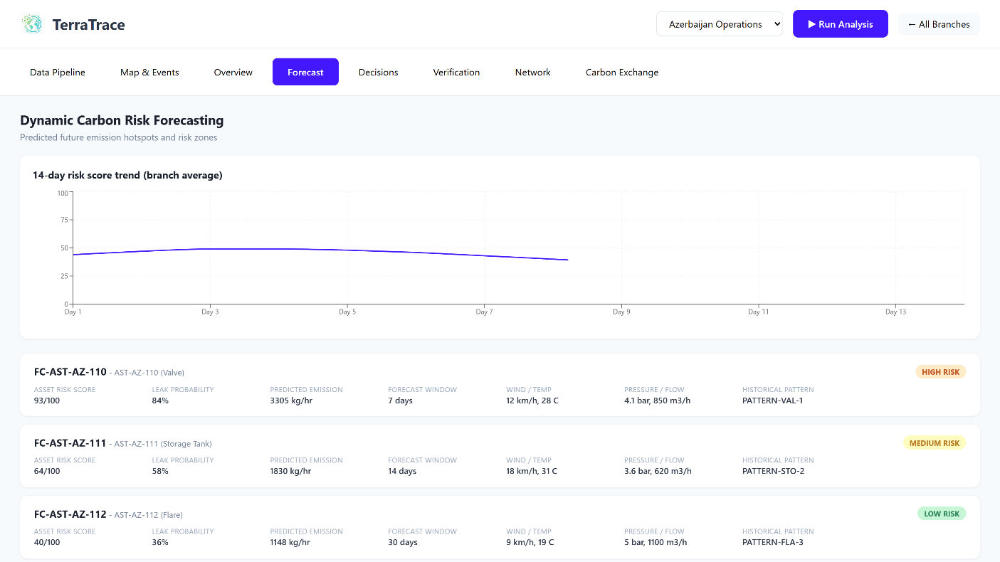 TerraTrace
Azerbaijan Operations
▶ Run Analysis
← All Branches
Data Pipeline
Map & Events
Overview
Forecast
Decisions
Verification
Network
Carbon Exchange
Dynamic Carbon Risk Forecasting
Predicted future emission hotspots and risk zones
14-day risk score trend (branch average)
100
75
50
25
0
Day 1
Day 3
Day 5
Day 7
Day 9
Day 11
Day 13
FC-AST-AZ-110 - AST-AZ-110 (Valve)
HIGH RISK
ASSET RISK SCORE
93/100
LEAK PROBABILITY
84%
PREDICTED EMISSION
3305 kg/hr
FORECAST WINDOW
7 days
WIND / TEMP
12 km/h, 28 C
PRESSURE / FLOW
4.1 bar, 850 m3/h
HISTORICAL PATTERN
PATTERN-VAL-1
FC-AST-AZ-111 - AST-AZ-111 (Storage Tank)
MEDIUM RISK
ASSET RISK SCORE
64/100
LEAK PROBABILITY
58%
PREDICTED EMISSION
1830 kg/hr
FORECAST WINDOW
14 days
WIND / TEMP
18 km/h, 31 C
PRESSURE / FLOW
3.6 bar, 620 m3/h
HISTORICAL PATTERN
PATTERN-STO-2
FC-AST-AZ-112 - AST-AZ-112 (Flare)
LOW RISK
ASSET RISK SCORE
40/100
LEAK PROBABILITY
36%
PREDICTED EMISSION
1148 kg/hr
FORECAST WINDOW
30 days
WIND / TEMP
9 km/h, 19 C
PRESSURE / FLOW
5 bar, 1100 m3/h
HISTORICAL PATTERN
PATTERN-FLA-3